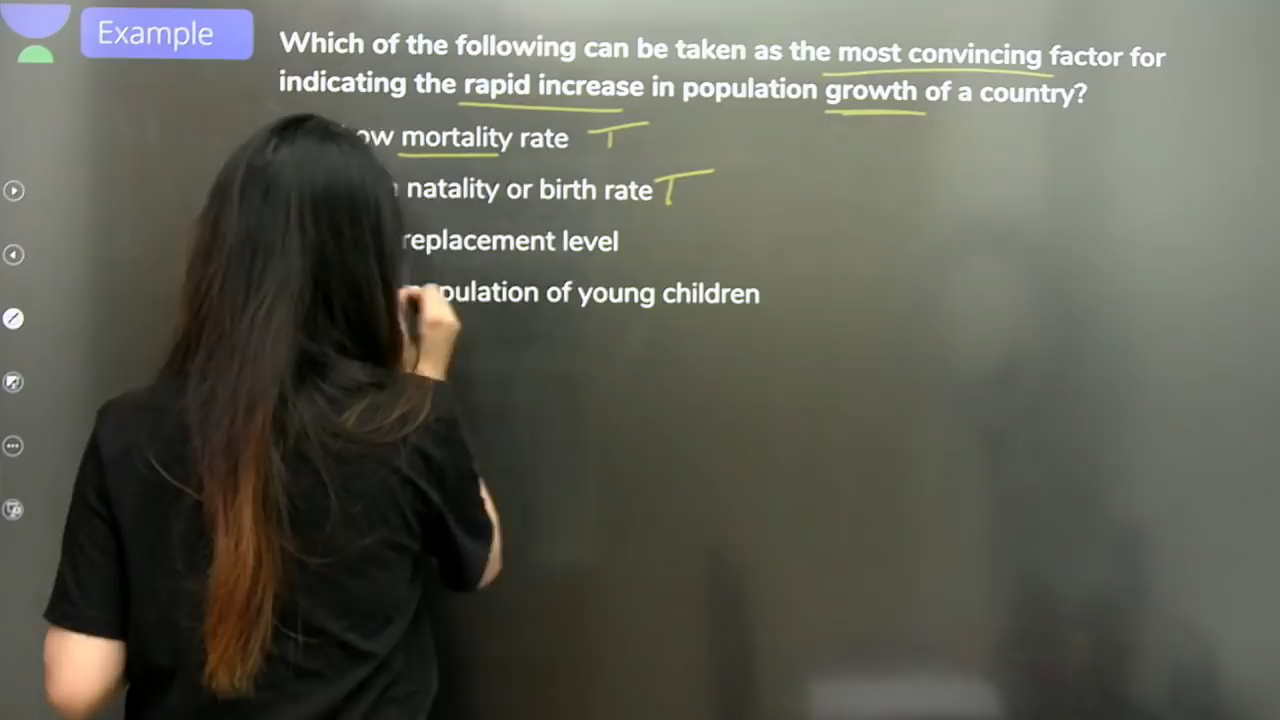 Example
Which of the following can be taken as the most convincing factor for
indicating the rapid increase in population growth of a country?
mortality rate T
natality or birth rate T
replacement level
of young children